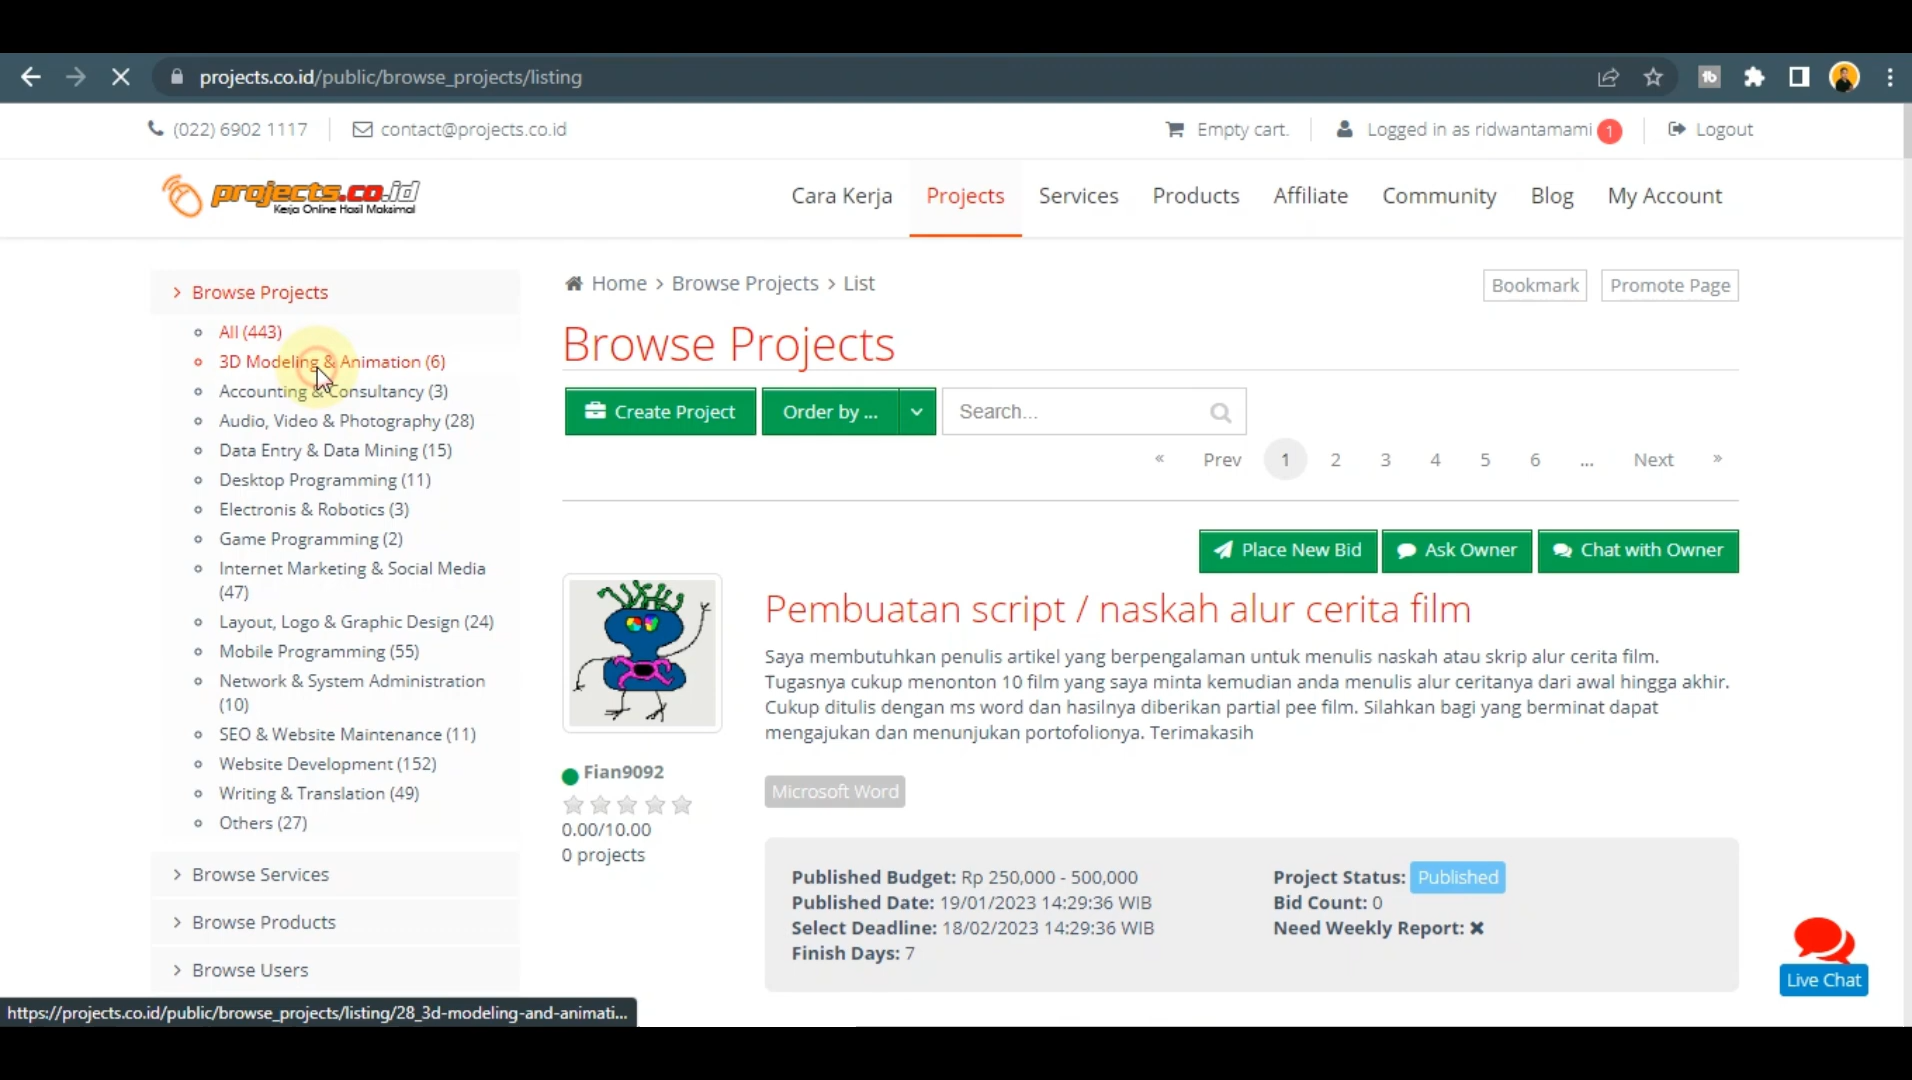 projects.co.id/public/browse_projects/listing
(022) 6902 1117
contact@projects.co.id
Empty cart.
Logged in as ridwantamami 1
Logout
projects.co.id
Kerja Online Hasil Maksimal
Cara Kerja
Projects
Services
Products
Affiliate
Community
Blog
My Account
Browse Projects
All (443)
3D Modeling & Animation (6)
Accounting & Consultancy (3)
Audio, Video & Photography (28)
Data Entry & Data Mining (15)
Desktop Programming (11)
Electronis & Robotics (3)
Game Programming (2)
Internet Marketing & Social Media
(47)
Layout, Logo & Graphic Design (24)
Mobile Programming (55)
Network & System Administration
(10)
SEO & Website Maintenance (11)
Website Development (152)
Writing & Translation (49)
Others (27)
Browse Services
Browse Products
Browse Users
Home > Browse Projects > List
Bookmark
Promote Page
Browse Projects
Create Project
Order by ...
Search...
« Prev 1 2 3 4 5 6 ... Next »
Place New Bid
Ask Owner
Chat with Owner
Pembuatan script / naskah alur cerita film
Saya membutuhkan penulis artikel yang berpengalaman untuk menulis naskah atau skrip alur cerita film.
Tugasnya cukup menonton 10 film yang saya minta kemudian anda menulis alur ceritanya dari awal hingga akhir.
Cukup ditulis dengan ms word dan hasilnya diberikan partial pee film. Silahkan bagi yang berminat dapat
mengajukan dan menunjukan portofolionya. Terimakasih
Fian9092
0.00/10.00
0 projects
Microsoft Word
Published Budget: Rp 250,000 - 500,000
Published Date: 19/01/2023 14:29:36 WIB
Select Deadline: 18/02/2023 14:29:36 WIB
Finish Days: 7
Project Status: Published
Bid Count: 0
Need Weekly Report:
Live Chat
https://projects.co.id/public/browse_projects/listing/28_3d-modeling-and-animati...